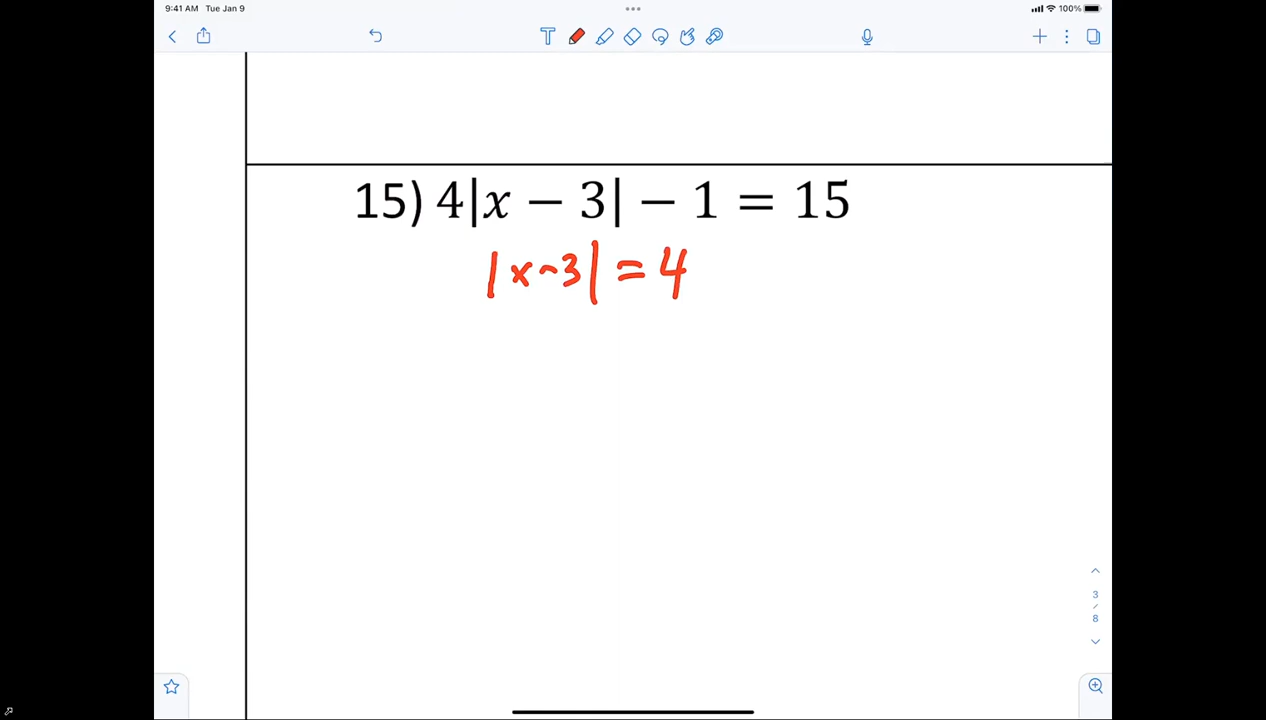 9:41 AM Tue Jan 9
100%
T
15) 4|x − 3| − 1 = 15
|x-3| = 4
3
/
8